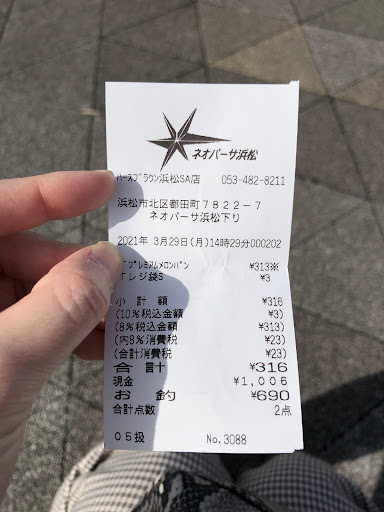 ネオパーサ浜松
ハースブラウン浜松SA店 053-482-8211
浜松市北区都田町7822-7
ネオパーサ浜松下り
2021年 3月29日(月)14時29分000202
プレミアムメロンパン ¥313※
レジ袋S ¥3
小計額 ¥316
(10%税込金額 ¥3)
(8%税込金額 ¥313)
(内8%消費税 ¥23)
(合計消費税 ¥23)
合計 ¥316
現金 ¥1,006
お釣 ¥690
合計点数 2点
05扱 No.3088